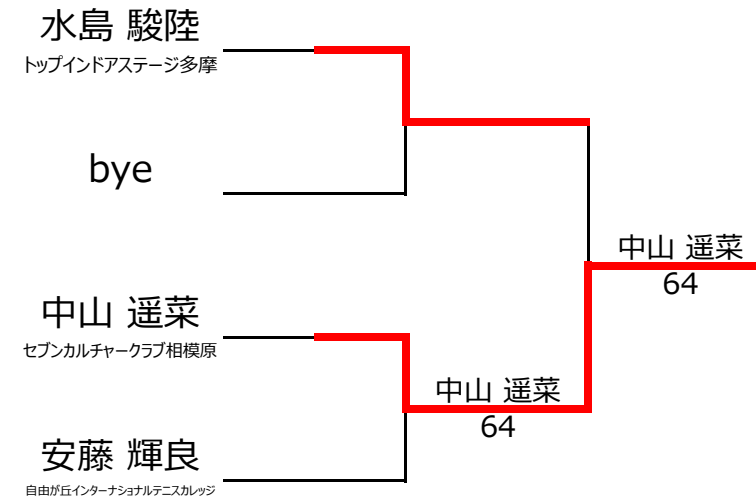 水島 駿陸
トップインドアステージ多摩
bye
中山 遥菜
64
中山 遥菜
セブンカルチャークラブ相模原
中山 遥菜
64
安藤 輝良
自由が丘インターナショナルテニスカレッジ